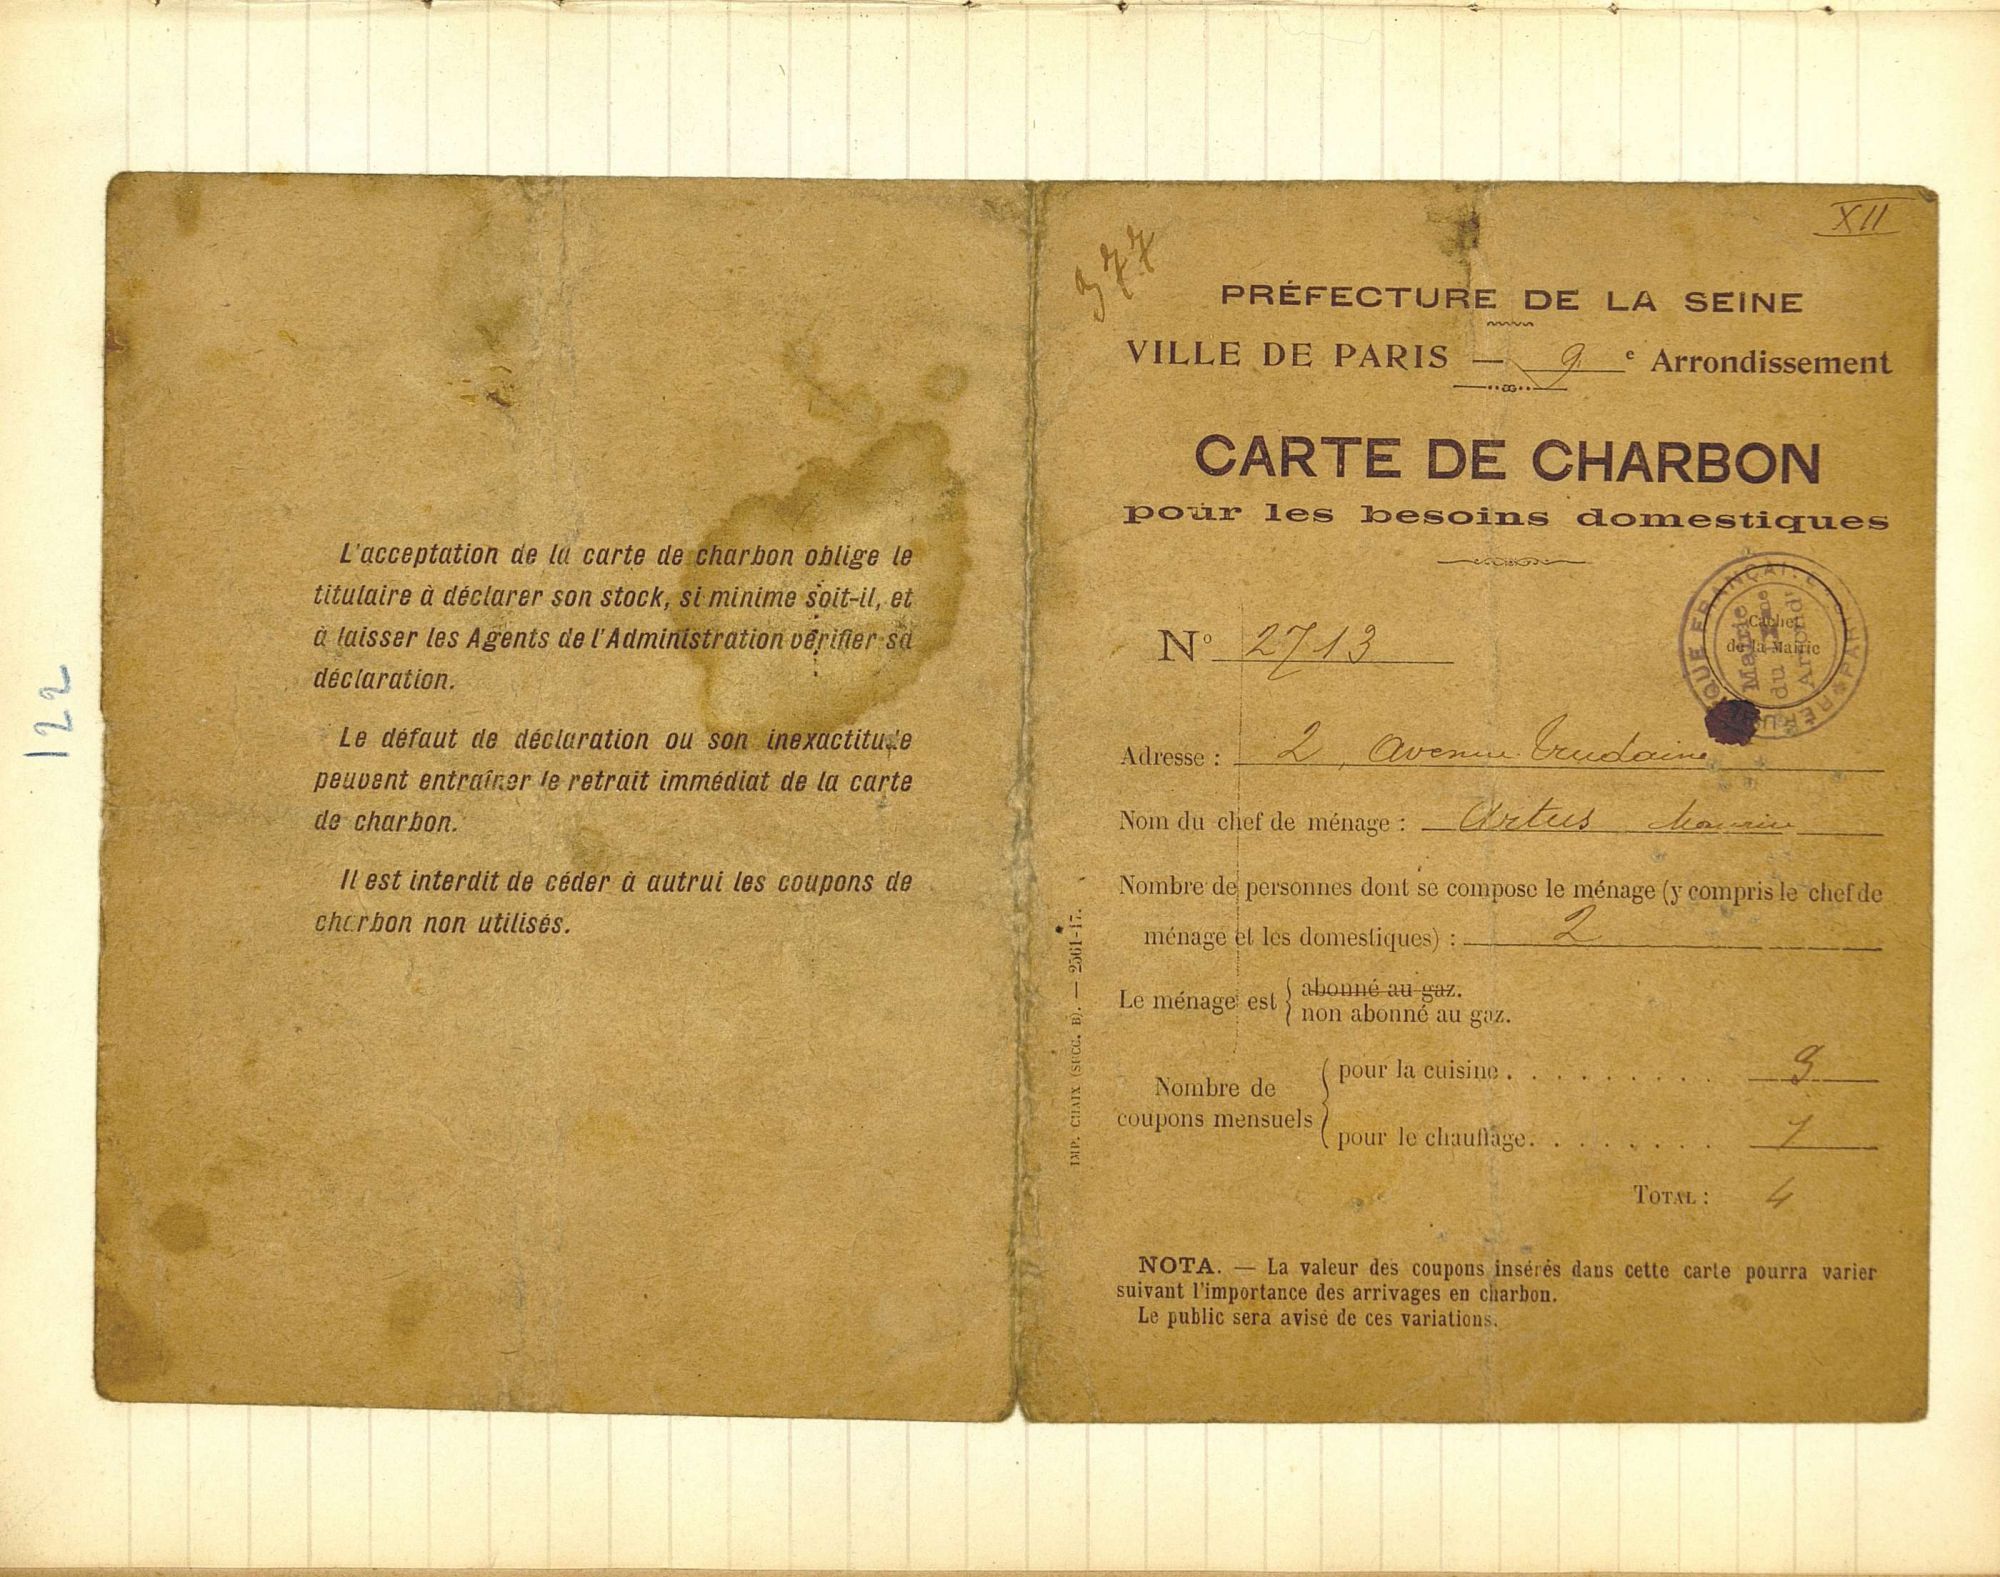 122
L'acceptation de la carte de charbon oblige le
titulaire à déclarer son stock, si minime soit-il, et
à laisser les Agents de l'Administration vérifier sa
déclaration.
Le défaut de déclaration ou son inexactitude
peuvent entraîner le retrait immédiat de la carte
de charbon.
Il est interdit de céder à autrui les coupons de
charbon non utilisés.
XII
377
PRÉFECTURE DE LA SEINE
VILLE DE PARIS — 9 e Arrondissement
CARTE DE CHARBON
pour les besoins domestiques
N° 2713
Cachet
de la Mairie
Mairie
du
Arrondt
Adresse : 2, Avenue Trudaine
Nom du chef de ménage : Artus Maurice
Nombre de personnes dont se compose le ménage (y compris le chef de
ménage et les domestiques) : 2
Le ménage est { abonné au gaz.
non abonné au gaz.
Nombre de
coupons mensuels
pour la cuisine . . . . . . . . . 3
pour le chauffage. . . . . . . . 1
TOTAL : 4
NOTA. — La valeur des coupons insérés dans cette carte pourra varier
suivant l'importance des arrivages en charbon.
Le public sera avisé de ces variations.
IMP. CHAIX (SUCC. B). — 2561-17.